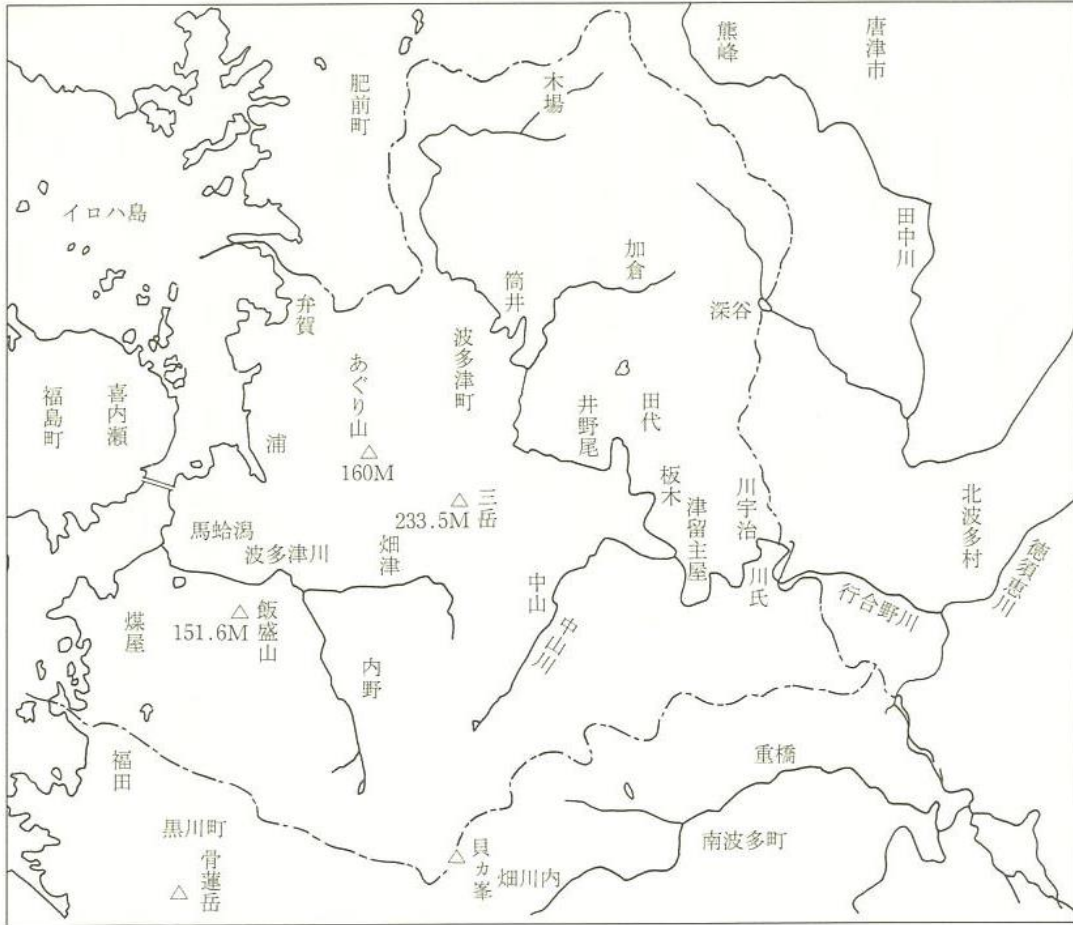 熊峰
唐津市
肥前町
木場
イロハ島
田中川
加倉
筒井
深谷
弁賀
波多津町
あぐり山
160M
福島町
喜内瀬
浦
井野尾
田代
三岳
233.5M
板木
津留主屋
川宇治
北波多村
徳須恵川
馬蛤潟
波多津川
畑津
川氏
行合野川
煤屋
飯盛山
151.6M
中山
中山川
内野
福田
重橋
黒川町
骨蓮岳
貝ヵ峯
畑川内
南波多町